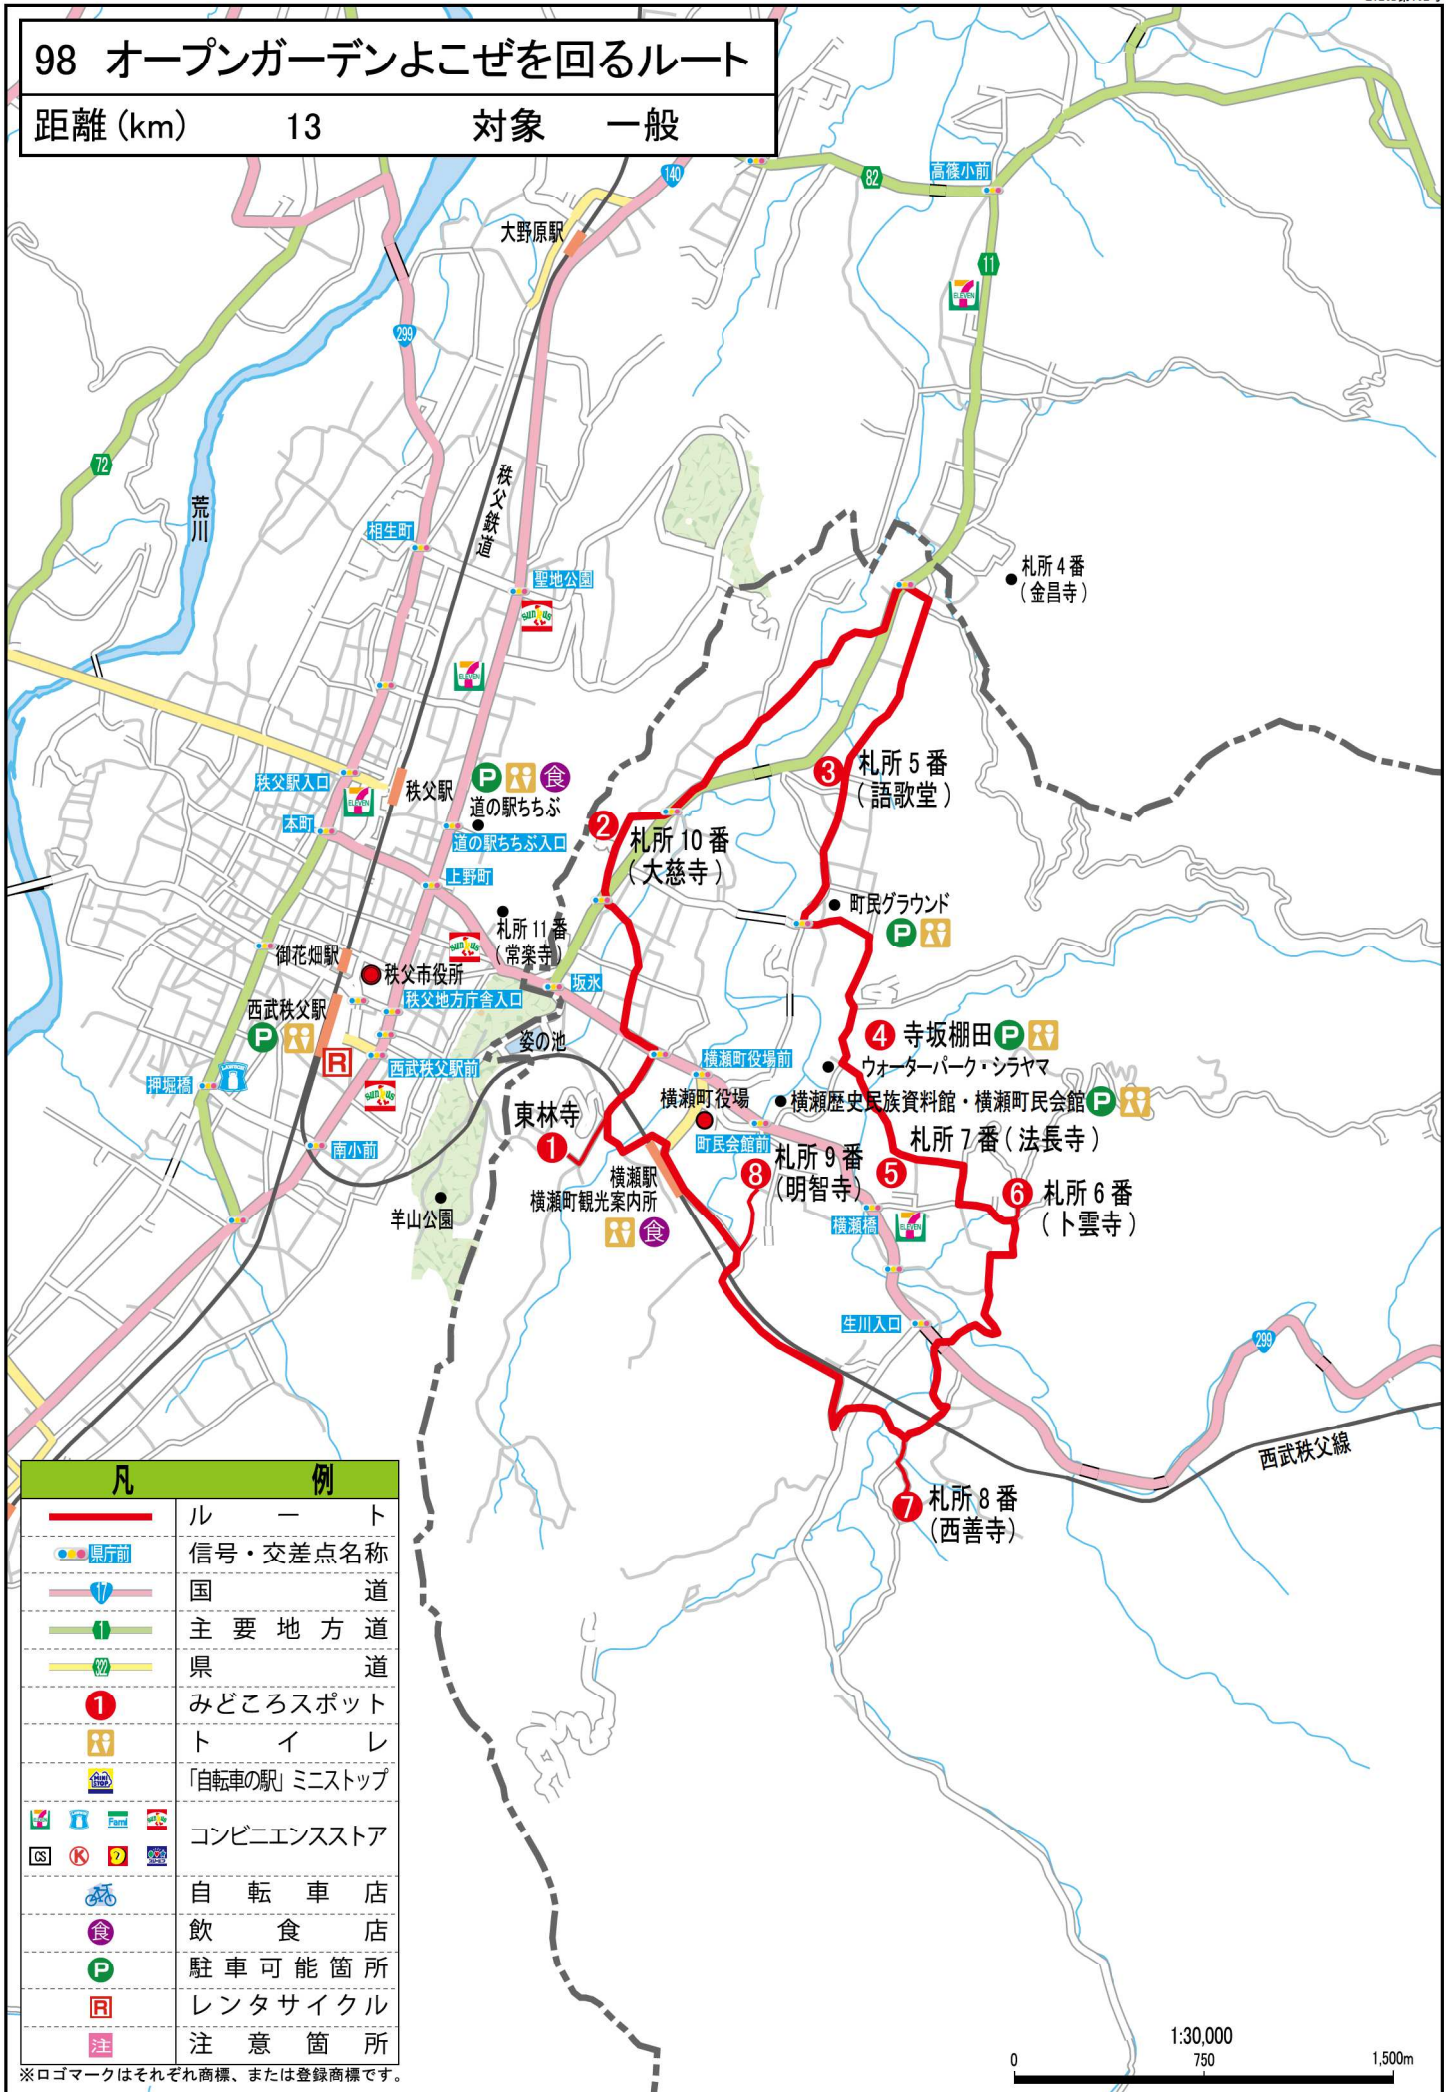 98 オープンガーデンよこぜを回るルート
距離(km) 13 対象 一般
140
82
高篠小前
大野原駅
11
299
72
荒川
秩父鉄道
相生町
聖地公園
札所4番
(金昌寺)
秩父駅入口
秩父駅
道の駅ちちぶ
P
食
本町
道の駅ちちぶ入口
3
札所5番
(語歌堂)
2
札所10番
(大慈寺)
上野町
札所11番
(常楽寺)
町民グラウンド
P
御花畑駅
秩父市役所
坂氷
秩父地方庁舎入口
西武秩父駅
P
R
姿の池
4 寺坂棚田 P
西武秩父駅前
横瀬町役場前
ウォーターパーク・シラヤマ
押堀橋
横瀬町役場
横瀬歴史民族資料館・横瀬町民会館 P
東林寺
1
南小前
町民会館前
札所7番(法長寺)
5
札所9番
(明智寺)
8
横瀬駅
横瀬町観光案内所
食
6
札所6番
(卜雲寺)
羊山公園
横瀬橋
生川入口
299
西武秩父線
7
札所8番
(西善寺)
凡例
ルート
県庁前 信号・交差点名称
17 国道
1 主要地方道
322 県道
1 みどころスポット
トイレ
MINI STOP 「自転車の駅」ミニストップ
コンビニエンスストア
自転車店
食 飲食店
P 駐車可能箇所
R レンタサイクル
注 注意箇所
※ロゴマークはそれぞれ商標、または登録商標です。
1:30,000
0 750 1,500m